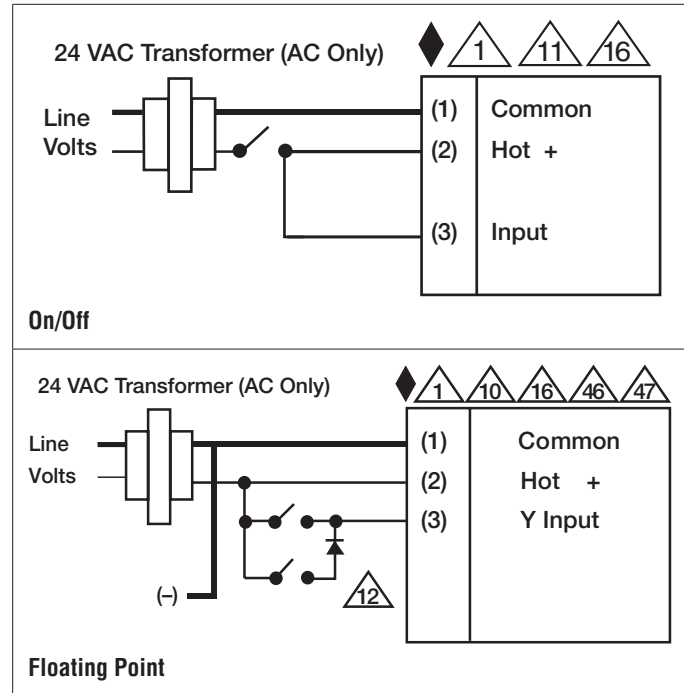 24 VAC Transformer (AC Only)
1
11
16
Line
Volts
(1) Common
(2) Hot +
(3) Input
On/Off
24 VAC Transformer (AC Only)
1
10
16
46
47
Line
Volts
(1) Common
(2) Hot +
(3) Y Input
(–)
12
Floating Point